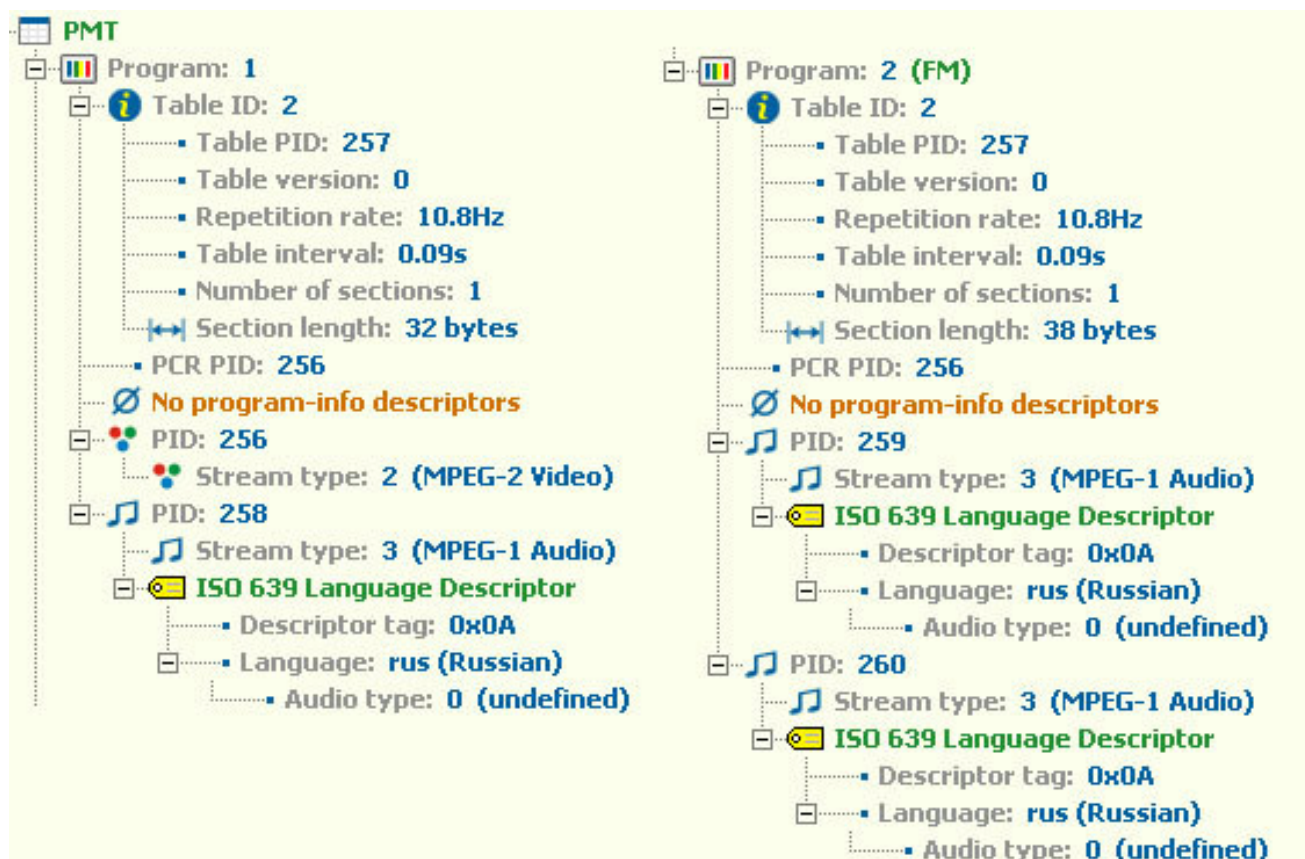 PMT
Program: 1
Table ID: 2
Table PID: 257
Table version: 0
Repetition rate: 10.8Hz
Table interval: 0.09s
Number of sections: 1
Section length: 32 bytes
PCR PID: 256
No program-info descriptors
PID: 256
Stream type: 2 (MPEG-2 Video)
PID: 258
Stream type: 3 (MPEG-1 Audio)
ISO 639 Language Descriptor
Descriptor tag: 0x0A
Language: rus (Russian)
Audio type: 0 (undefined)
Program: 2 (FM)
Table ID: 2
Table PID: 257
Table version: 0
Repetition rate: 10.8Hz
Table interval: 0.09s
Number of sections: 1
Section length: 38 bytes
PCR PID: 256
No program-info descriptors
PID: 259
Stream type: 3 (MPEG-1 Audio)
ISO 639 Language Descriptor
Descriptor tag: 0x0A
Language: rus (Russian)
Audio type: 0 (undefined)
PID: 260
Stream type: 3 (MPEG-1 Audio)
ISO 639 Language Descriptor
Descriptor tag: 0x0A
Language: rus (Russian)
Audio type: 0 (undefined)